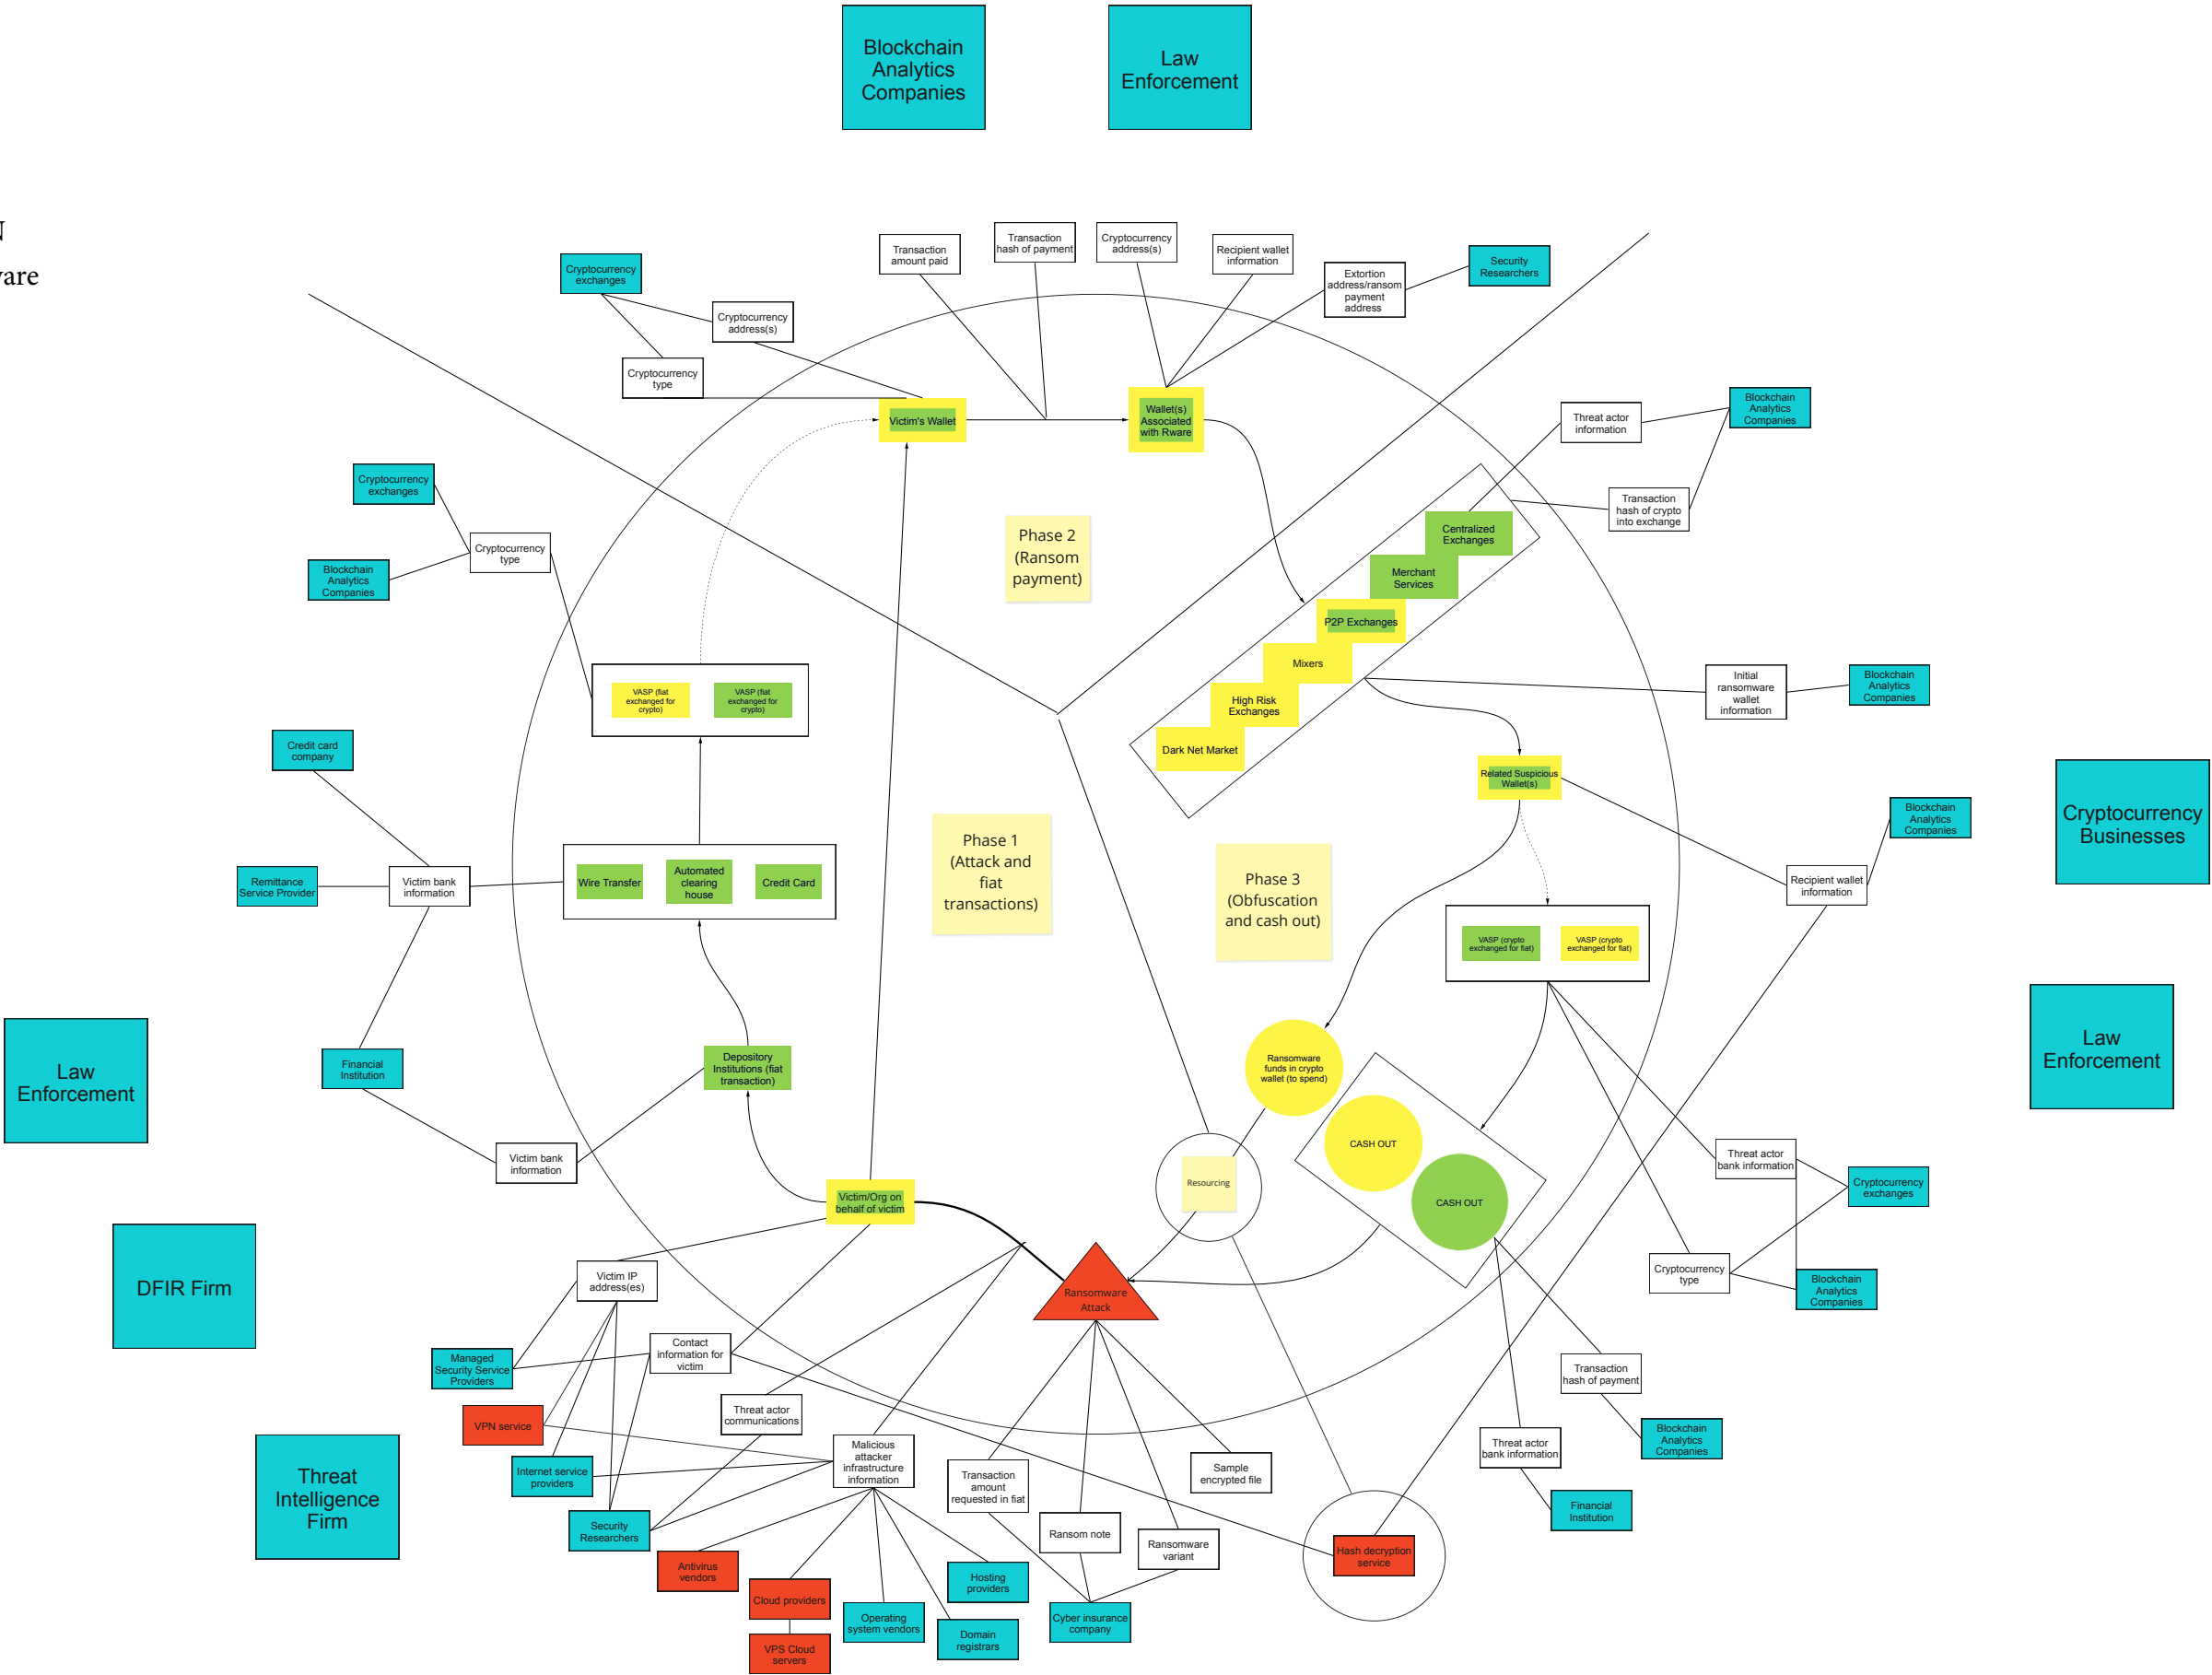 Blockchain
Analytics
Companies
Law
Enforcement
Transaction
amount paid
Transaction
hash of payment
Cryptocurrency
address(s)
Recipient wallet
information
Extortion
address/ransom
payment
address
Security
Researchers
Cryptocurrency
exchanges
Cryptocurrency
address(s)
Cryptocurrency
type
Victim's Wallet
Wallet(s)
Associated
with Rware
Threat actor
information
Blockchain
Analytics
Companies
Transaction
hash of crypto
into exchange
Cryptocurrency
exchanges
Cryptocurrency
type
Blockchain
Analytics
Companies
Phase 2
(Ransom
payment)
Centralized
Exchanges
Merchant
Services
P2P Exchanges
Mixers
High Risk
Exchanges
Dark Net Market
VASP (fiat
exchanged for
crypto)
VASP (fiat
exchanged for
crypto)
Initial
ransomware
wallet
information
Blockchain
Analytics
Companies
Credit card
company
Related Suspicious
Wallet(s)
Cryptocurrency
Businesses
Blockchain
Analytics
Companies
Remittance
Service Provider
Victim bank
information
Wire Transfer
Automated
clearing
house
Credit Card
Phase 1
(Attack and
fiat
transactions)
Phase 3
(Obfuscation
and cash out)
Recipient wallet
information
VASP (crypto
exchanged for fiat)
VASP (crypto
exchanged for fiat)
Law
Enforcement
Financial
Institution
Depository
Institutions (fiat
transaction)
Ransomware
funds in crypto
wallet (to spend)
Law
Enforcement
Victim bank
information
CASH OUT
CASH OUT
Threat actor
bank information
Cryptocurrency
exchanges
Resourcing
Victim/Org on
behalf of victim
DFIR Firm
Victim IP
address(es)
Ransomware
Attack
Cryptocurrency
type
Blockchain
Analytics
Companies
Managed
Security Service
Providers
Contact
information for
victim
Transaction
hash of payment
VPN service
Threat actor
communications
Malicious
attacker
infrastructure
information
Blockchain
Analytics
Companies
Threat actor
bank information
Threat
Intelligence
Firm
Internet service
providers
Transaction
amount
requested in fiat
Sample
encrypted file
Financial
Institution
Security
Researchers
Ransom note
Ransomware
variant
Hash decryption
service
Antivirus
vendors
Cloud providers
Hosting
providers
Operating
system vendors
Domain
registrars
Cyber insurance
company
VPS Cloud
servers